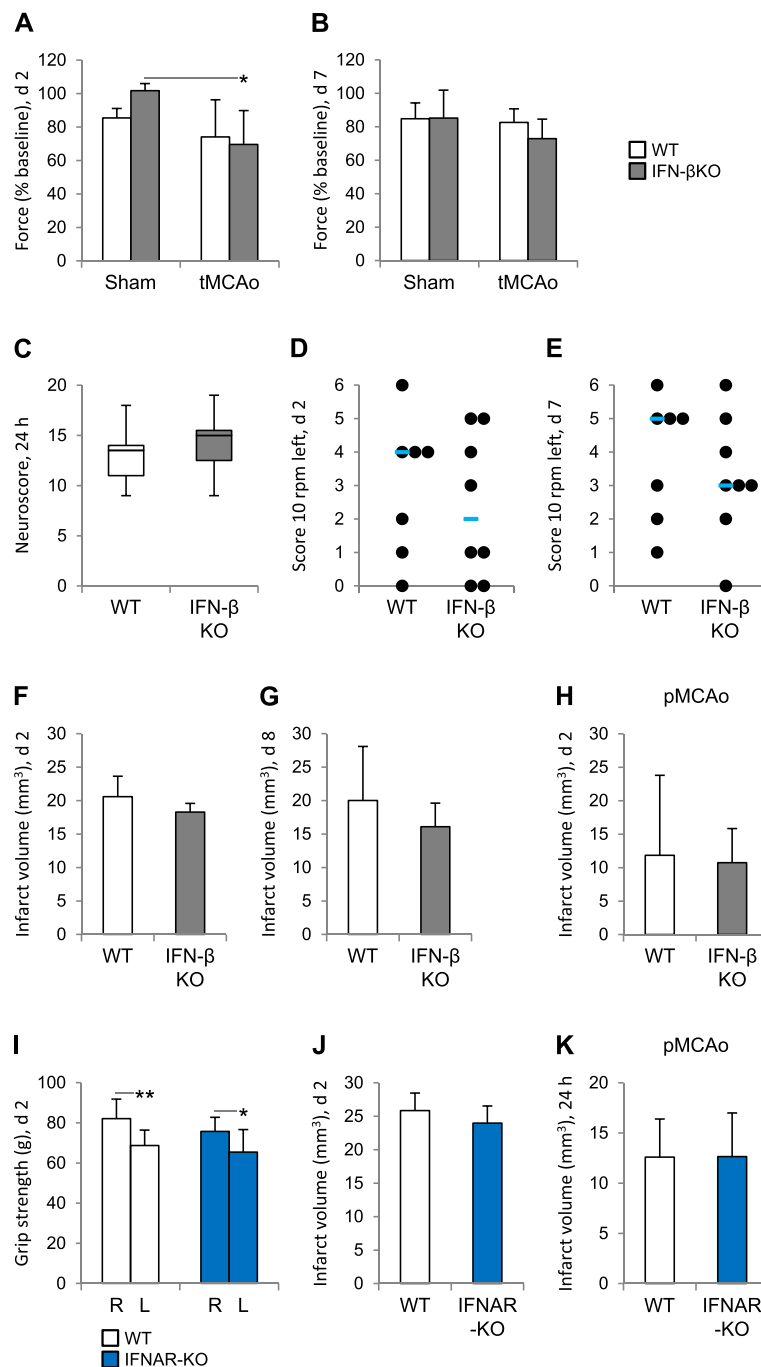 A
B
Force (% baseline), d 2
120
100
80
60
40
20
0
*
Sham
tMCAo
Force (% baseline), d 7
120
100
80
60
40
20
0
Sham
tMCAo
WT
IFN-βKO
C
D
E
Neuroscore, 24 h
20
15
10
5
0
WT
IFN-β
KO
Score 10 rpm left, d 2
6
5
4
3
2
1
0
WT
IFN-β
KO
Score 10 rpm left, d 7
6
5
4
3
2
1
0
WT
IFN-β
KO
F
G
H
pMCAo
Infarct volume (mm³), d 2
30
25
20
15
10
5
0
WT
IFN-β
KO
Infarct volume (mm³), d 8
30
25
20
15
10
5
0
WT
IFN-β
KO
Infarct volume (mm³), d 2
30
25
20
15
10
5
0
WT
IFN-β
KO
I
J
K
pMCAo
Grip strength (g), d 2
100
80
60
40
20
0
**
*
R L R L
WT
IFNAR-KO
Infarct volume (mm³), d 2
30
25
20
15
10
5
0
WT
IFNAR
-KO
Infarct volume (mm³), 24 h
20
15
10
5
0
WT
IFNAR
-KO